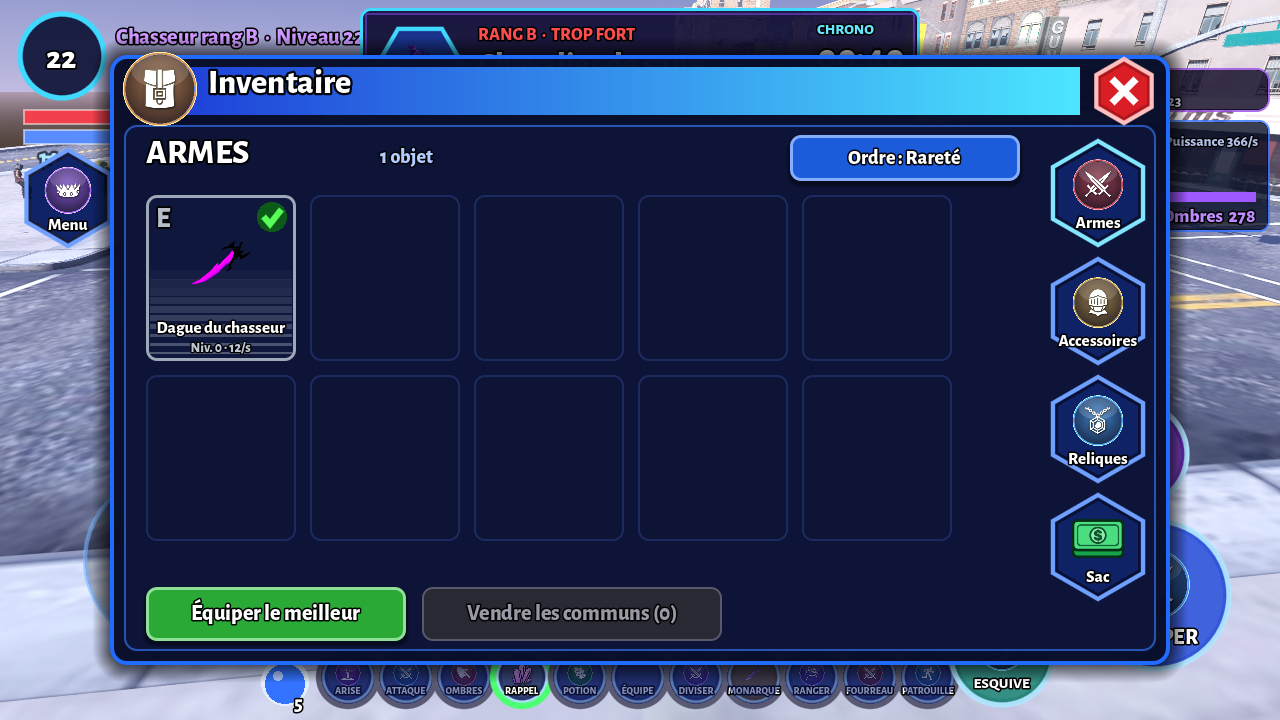 22
Chasseur rang B · Niveau 22
RANG B · TROP FORT
CHRONO
Inventaire
23
ARMES
1 objet
Ordre : Rareté
Puissance 366/s
Ombres 278
Menu
E
Dague du chasseur
Niv. 0 · 12/s
Armes
Accessoires
Reliques
Sac
Équiper le meilleur
Vendre les communs (0)
PER
5
ARISE
ATTAQUE
OMBRES
RAPPEL
POTION
ÉQUIPE
DIVISER
MONARQUE
RANGER
FOURREAU
PATROUILLE
ESQUIVE